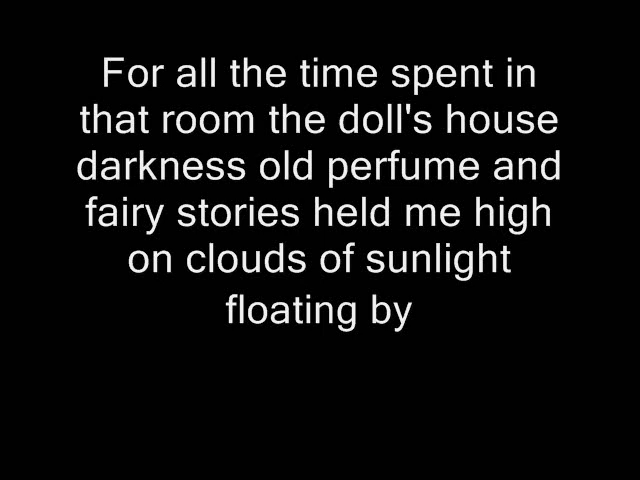 For all the time spent in
that room the doll's house
darkness old perfume and
fairy stories held me high
on clouds of sunlight
floating by